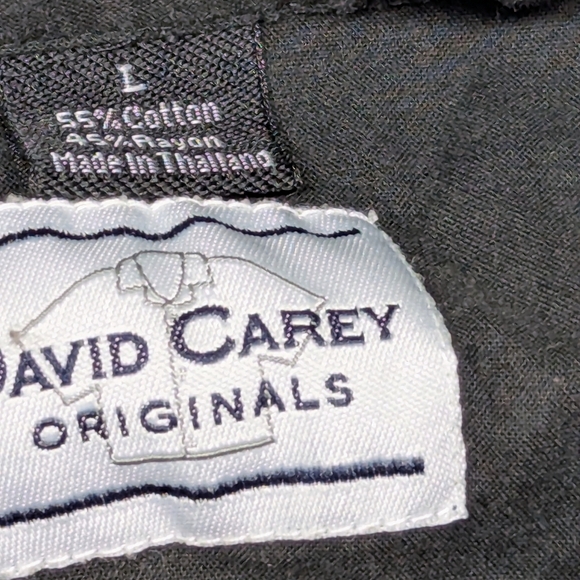 L
55% Cotton
45% Rayon
Made In Thailand
DAVID CAREY
ORIGINALS